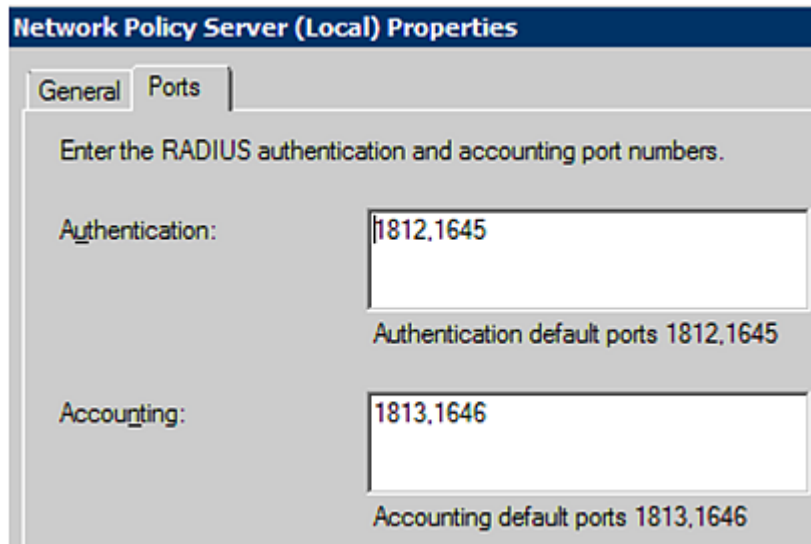 Network Policy Server (Local) Properties
General Ports
Enter the RADIUS authentication and accounting port numbers.
Authentication: 1812,1645
Authentication default ports 1812,1645
Accounting: 1813,1646
Accounting default ports 1813,1646